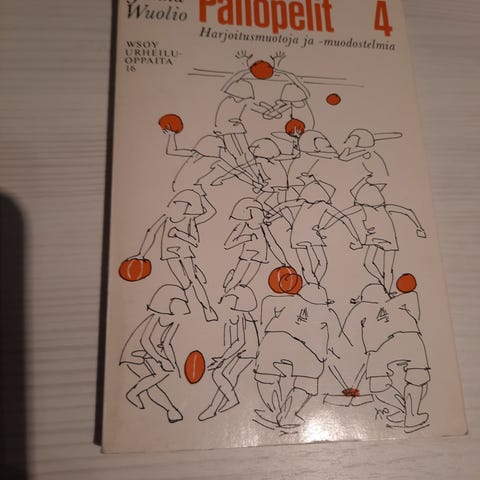 Wuolio
Pallopelit 4
Harjoitusmuotoja ja -muodostelmia
WSOY
URHEILU-
OPPAITA
16